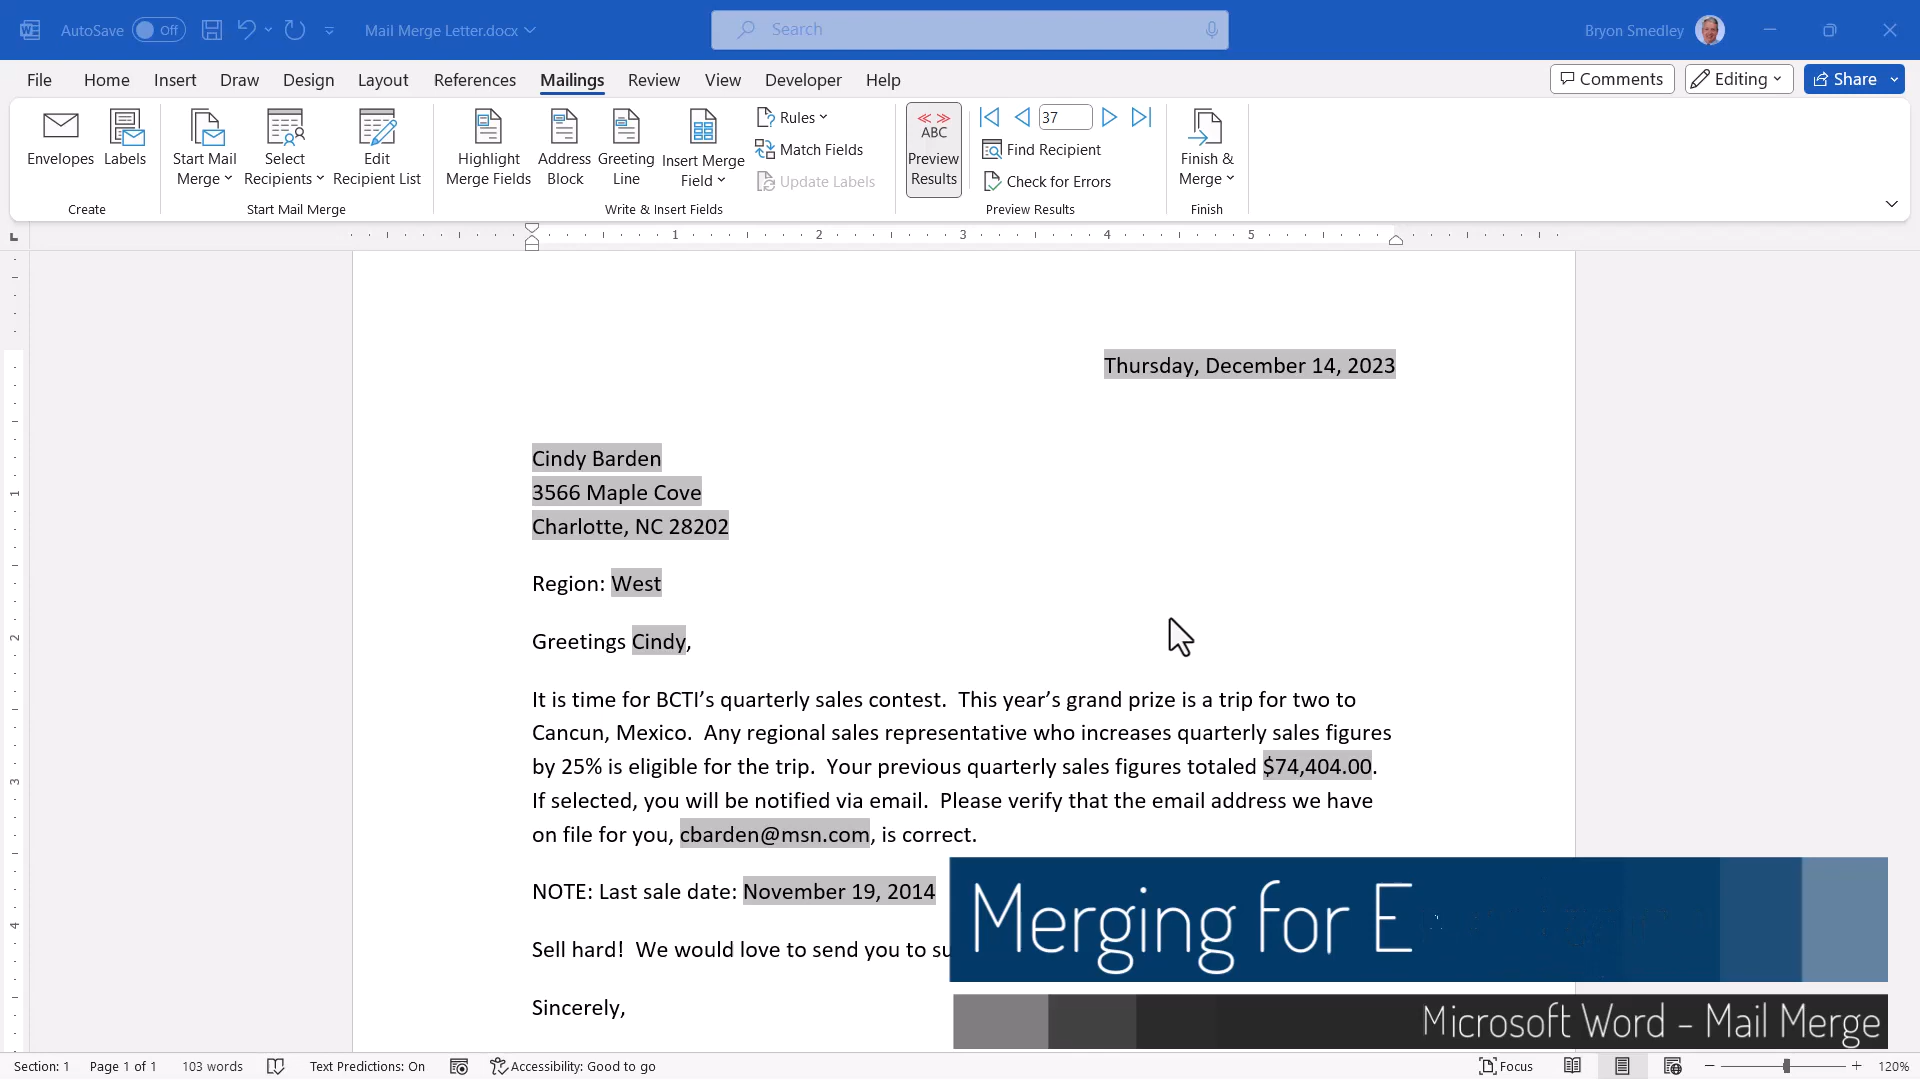 AutoSave Off Mail Merge Letter.docx Search Bryon Smedley
File Home Insert Draw Design Layout References Mailings Review View Developer Help Comments Editing Share
Envelopes Labels
Create
Start Mail Merge
Select Recipients
Edit Recipient List
Start Mail Merge
Highlight Merge Fields
Address Block
Greeting Line
Insert Merge Field
Rules
Match Fields
Update Labels
Write & Insert Fields
ABC
Preview Results
37
Find Recipient
Check for Errors
Preview Results
Finish & Merge
Finish
1 2 3 4 5
Thursday, December 14, 2023
Cindy Barden
3566 Maple Cove
Charlotte, NC 28202
Region: West
Greetings Cindy,
It is time for BCTI’s quarterly sales contest.  This year’s grand prize is a trip for two to
Cancun, Mexico.  Any regional sales representative who increases quarterly sales figures
by 25% is eligible for the trip.  Your previous quarterly sales figures totaled $74,404.00.
If selected, you will be notified via email.  Please verify that the email address we have
on file for you, cbarden@msn.com, is correct.
NOTE: Last sale date: November 19, 2014
Sell hard!  We would love to send you to su
Sincerely,
1
2
3
4
Merging for E
Microsoft Word - Mail Merge
Section: 1 Page 1 of 1 103 words Text Predictions: On Accessibility: Good to go Focus 120%